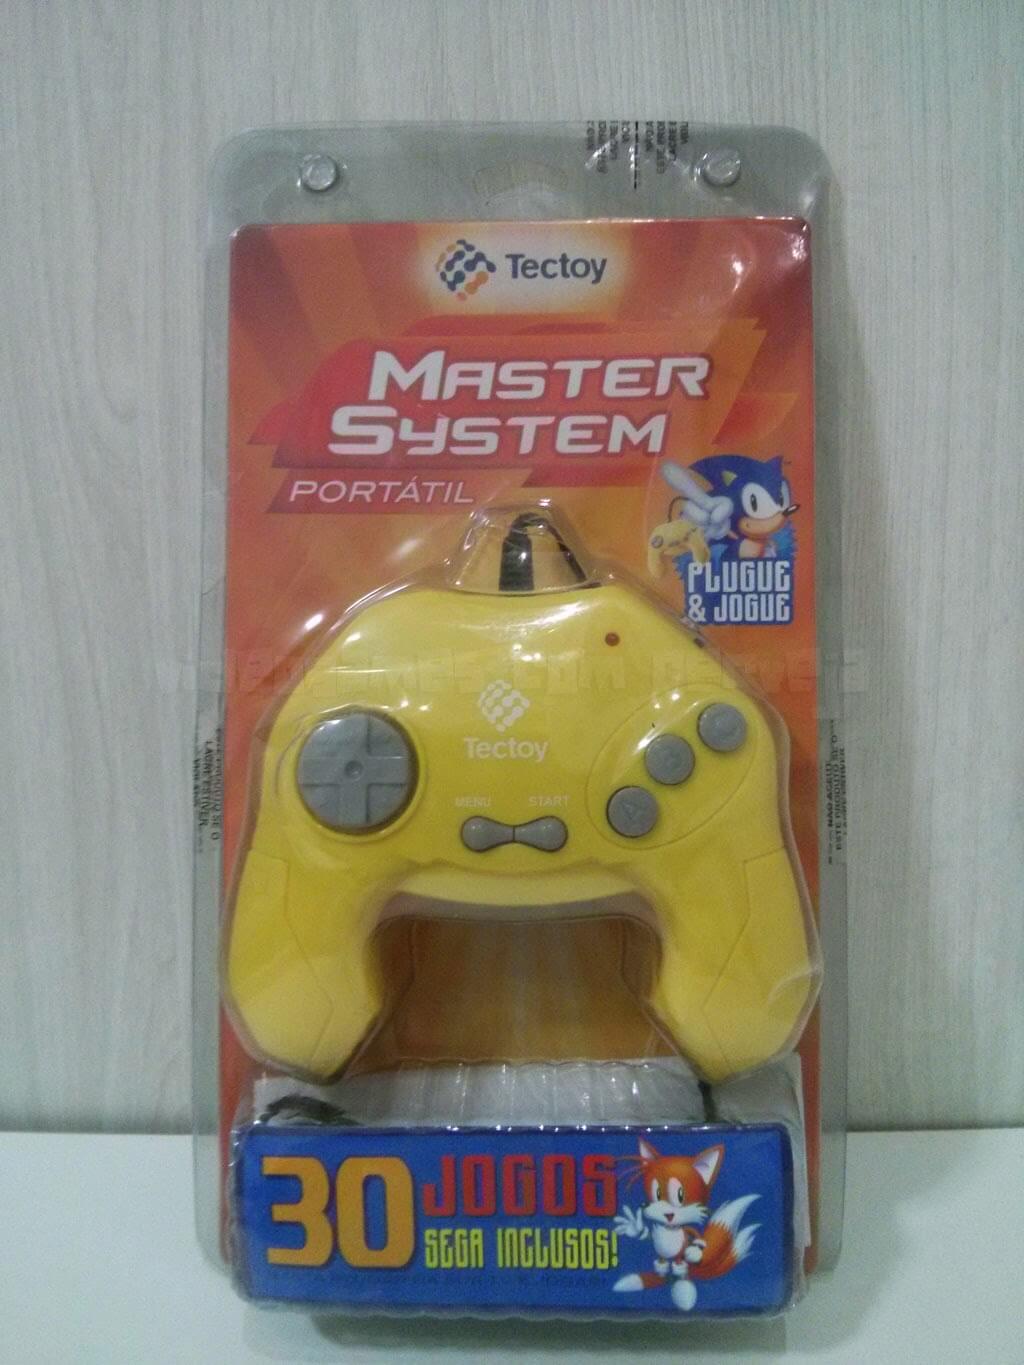 Tectoy
MASTER
SYSTEM
PORTÁTIL
PLUGUE
& JOGUE
Tectoy
MENU START
C
B
A
30 JOGOS
SEGA INCLUSOS!